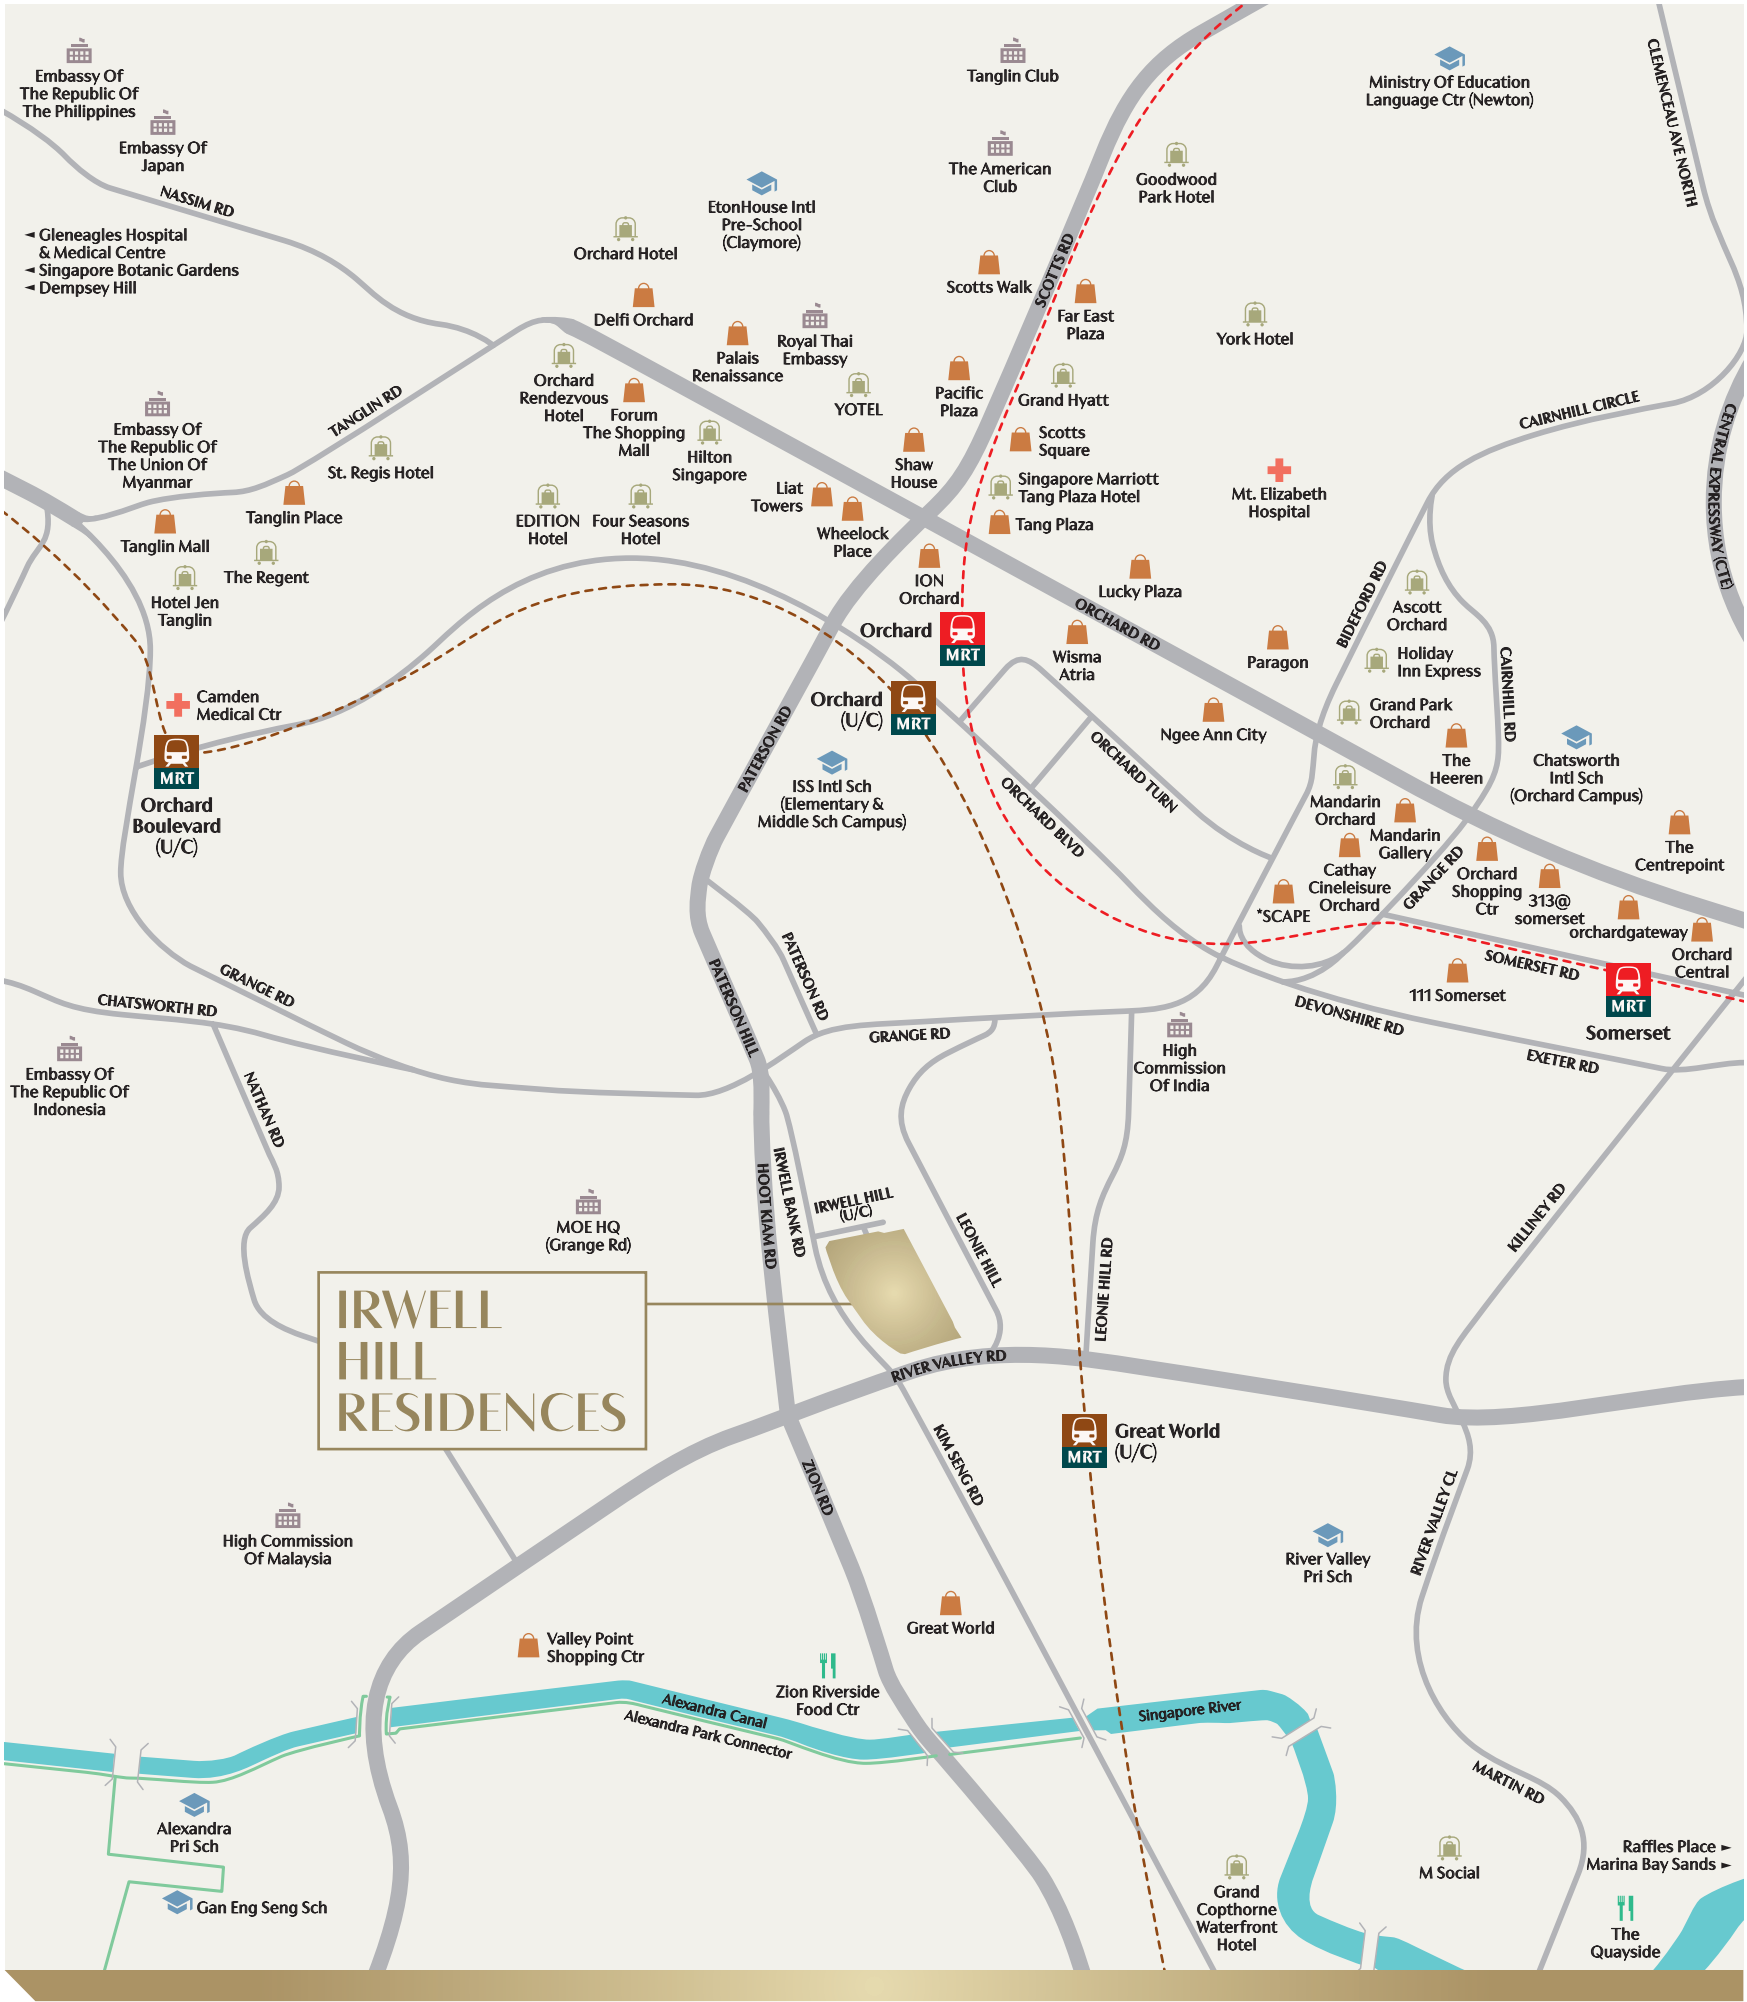 Embassy Of
The Republic Of
The Philippines
Embassy Of
Japan
NASSIM RD
◄ Gleneagles Hospital
& Medical Centre
◄ Singapore Botanic Gardens
◄ Dempsey Hill
Tanglin Club
The American
Club
Ministry Of Education
Language Ctr (Newton)
CLEMENCEAU AVE NORTH
Goodwood
Park Hotel
EtonHouse Intl
Pre-School
(Claymore)
Orchard Hotel
Delfi Orchard
Scotts Walk
SCOTTS RD
Far East
Plaza
York Hotel
Palais
Renaissance
Royal Thai
Embassy
Orchard
Rendezvous
Hotel
Forum
The Shopping
Mall
YOTEL
Pacific
Plaza
Grand Hyatt
CAIRNHILL CIRCLE
CENTRAL EXPRESSWAY (CTE)
TANGLIN RD
Embassy Of
The Republic Of
The Union Of
Myanmar
St. Regis Hotel
Hilton
Singapore
Shaw
House
Scotts
Square
Singapore Marriott
Tang Plaza Hotel
Mt. Elizabeth
Hospital
Liat
Towers
Wheelock
Place
Tang Plaza
Tanglin Place
Tanglin Mall
EDITION
Hotel
Four Seasons
Hotel
The Regent
Hotel Jen
Tanglin
ION
Orchard
Lucky Plaza
ORCHARD RD
BIDEFORD RD
Ascott
Orchard
Orchard
MRT
Wisma
Atria
Paragon
Holiday
Inn Express
CAIRNHILL RD
Camden
Medical Ctr
MRT
Orchard
Boulevard
(U/C)
Orchard
(U/C)
MRT
PATERSON RD
Ngee Ann City
Grand Park
Orchard
The
Heeren
Chatsworth
Intl Sch
(Orchard Campus)
ISS Intl Sch
(Elementary &
Middle Sch Campus)
ORCHARD TURN
ORCHARD BLVD
Mandarin
Orchard
Mandarin
Gallery
Cathay
Cineleisure
Orchard
GRANGE RD
Orchard
Shopping
Ctr
The
Centrepoint
*SCAPE
313@
somerset
orchardgateway
Orchard
Central
111 Somerset
SOMERSET RD
MRT
Somerset
PATERSON HILL
PATERSON RD
GRANGE RD
CHATSWORTH RD
GRANGE RD
DEVONSHIRE RD
EXETER RD
High
Commission
Of India
Embassy Of
The Republic Of
Indonesia
NATHAN RD
MOE HQ
(Grange Rd)
HOOT KIAM RD
IRWELL BANK RD
IRWELL HILL
(U/C)
LEONIE HILL
LEONIE HILL RD
KILLINEY RD
IRWELL
HILL
RESIDENCES
RIVER VALLEY RD
MRT
Great World
(U/C)
KIM SENG RD
ZION RD
RIVER VALLEY CL
High Commission
Of Malaysia
River Valley
Pri Sch
Great World
Valley Point
Shopping Ctr
Zion Riverside
Food Ctr
Alexandra Canal
Alexandra Park Connector
Singapore River
MARTIN RD
Alexandra
Pri Sch
Gan Eng Seng Sch
Grand
Copthorne
Waterfront
Hotel
M Social
Raffles Place ►
Marina Bay Sands ►
The
Quayside